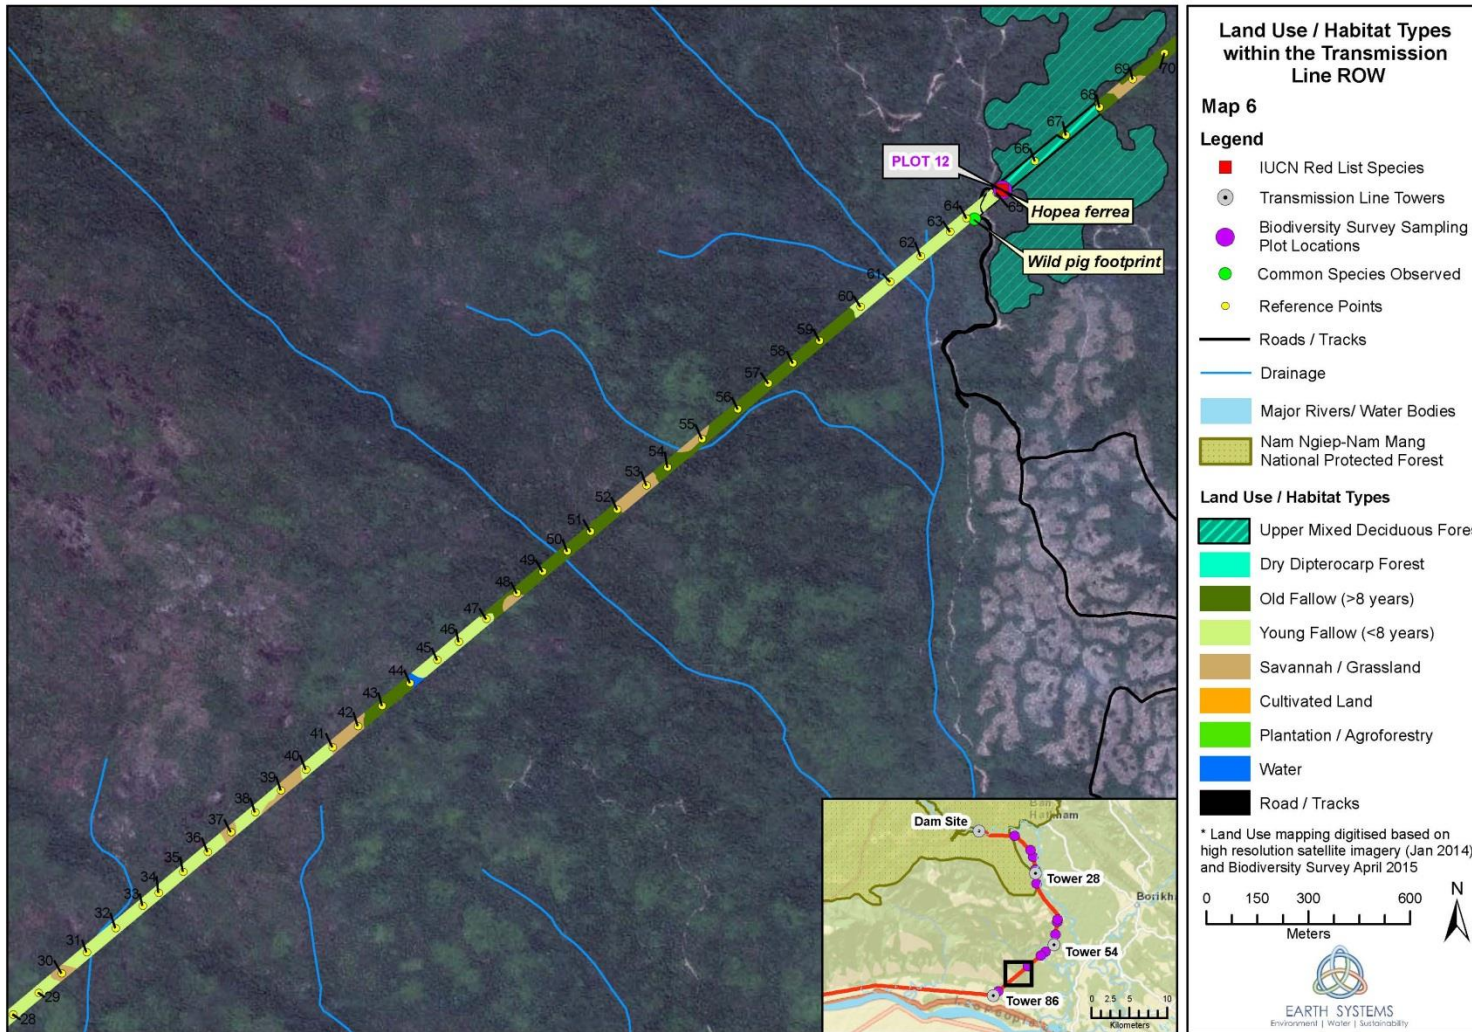 70
69
68
67
66
PLOT 12
65
Hopea ferrea
64
63
Wild pig footprint
62
61
60
59
58
57
56
55
54
53
52
51
50
49
48
47
46
45
44
43
42
41
40
39
38
37
36
35
34
33
32
31
30
29
28
Dam Site
Ban
Hatkham
Tower 28
Borikh
Tower 54
Tower 86
0 2.5 5 10
Kilometers
Land Use / Habitat Types
within the Transmission
Line ROW
Map 6
Legend
IUCN Red List Species
Transmission Line Towers
Biodiversity Survey Sampling
Plot Locations
Common Species Observed
Reference Points
Roads / Tracks
Drainage
Major Rivers/ Water Bodies
Nam Ngiep-Nam Mang
National Protected Forest
Land Use / Habitat Types
Upper Mixed Deciduous Fores
Dry Dipterocarp Forest
Old Fallow (>8 years)
Young Fallow (<8 years)
Savannah / Grassland
Cultivated Land
Plantation / Agroforestry
Water
Road / Tracks
* Land Use mapping digitised based on
high resolution satellite imagery (Jan 2014)
and Biodiversity Survey April 2015
N
0 150 300 600
Meters
EARTH SYSTEMS
Environment | Water | Sustainability